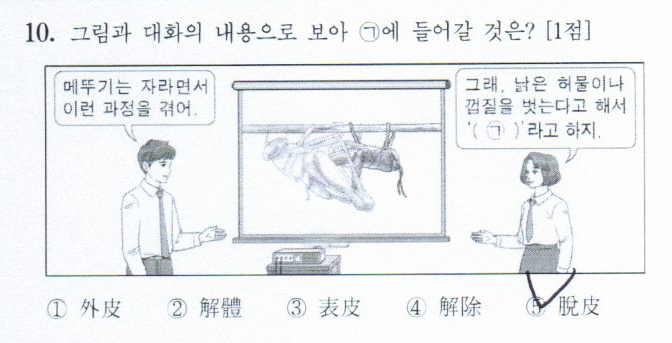 10. 그림과 대화의 내용으로 보아 ㉠에 들어갈 것은? [1점]
메뚜기는 자라면서
이런 과정을 겪어.
그래, 낡은 허물이나
껍질을 벗는다고 해서
‘( ㉠ )’라고 하지.
① 外皮 ② 解體 ③ 表皮 ④ 解除 ⑤ 脫皮